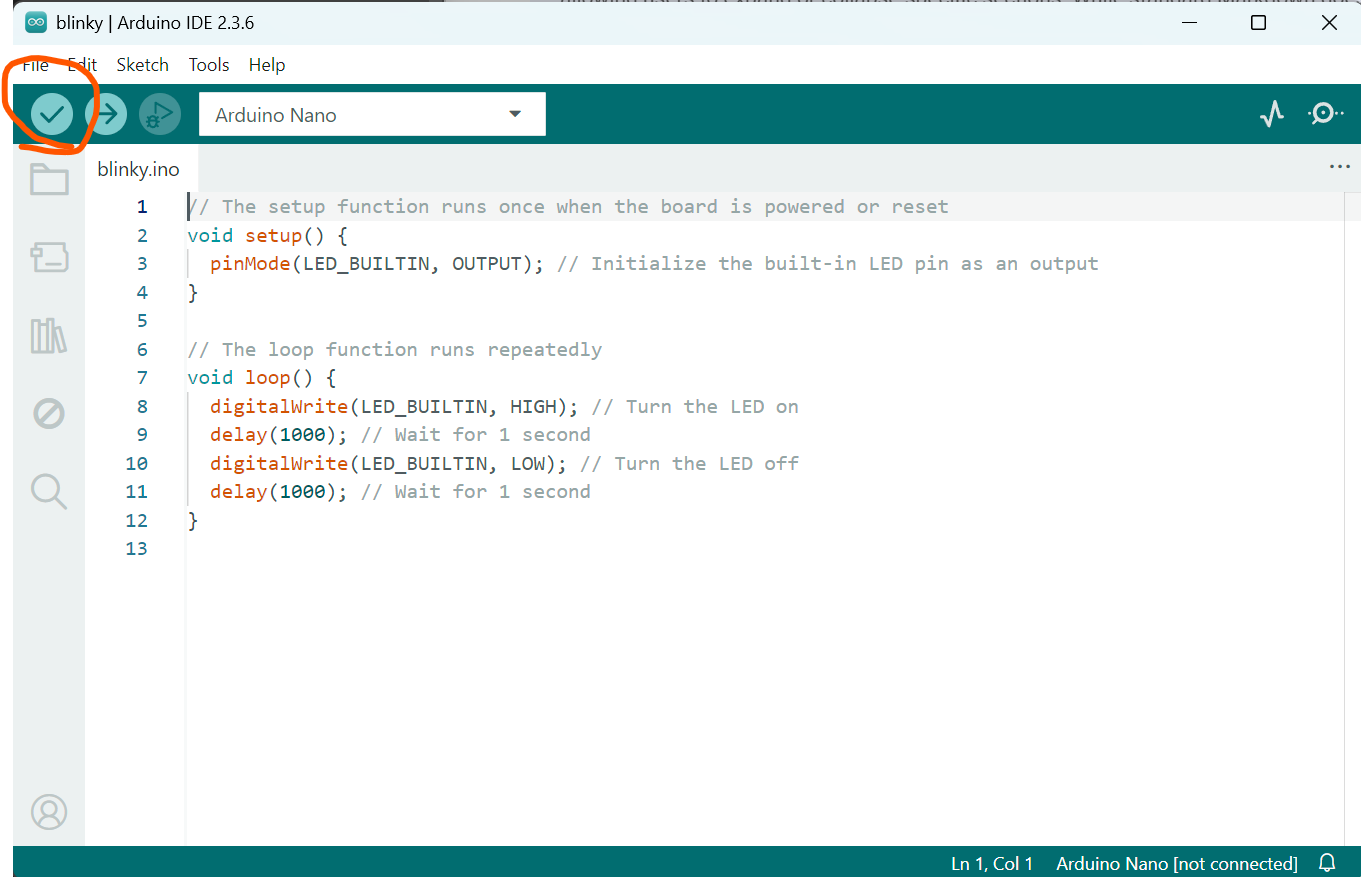 blinky | Arduino IDE 2.3.6
File Edit Sketch Tools Help
Arduino Nano
blinky.ino
1 // The setup function runs once when the board is powered or reset
2 void setup() {
3   pinMode(LED_BUILTIN, OUTPUT); // Initialize the built-in LED pin as an output
4 }
5
6 // The loop function runs repeatedly
7 void loop() {
8   digitalWrite(LED_BUILTIN, HIGH); // Turn the LED on
9   delay(1000); // Wait for 1 second
10   digitalWrite(LED_BUILTIN, LOW); // Turn the LED off
11   delay(1000); // Wait for 1 second
12 }
13
Ln 1, Col 1 Arduino Nano [not connected]